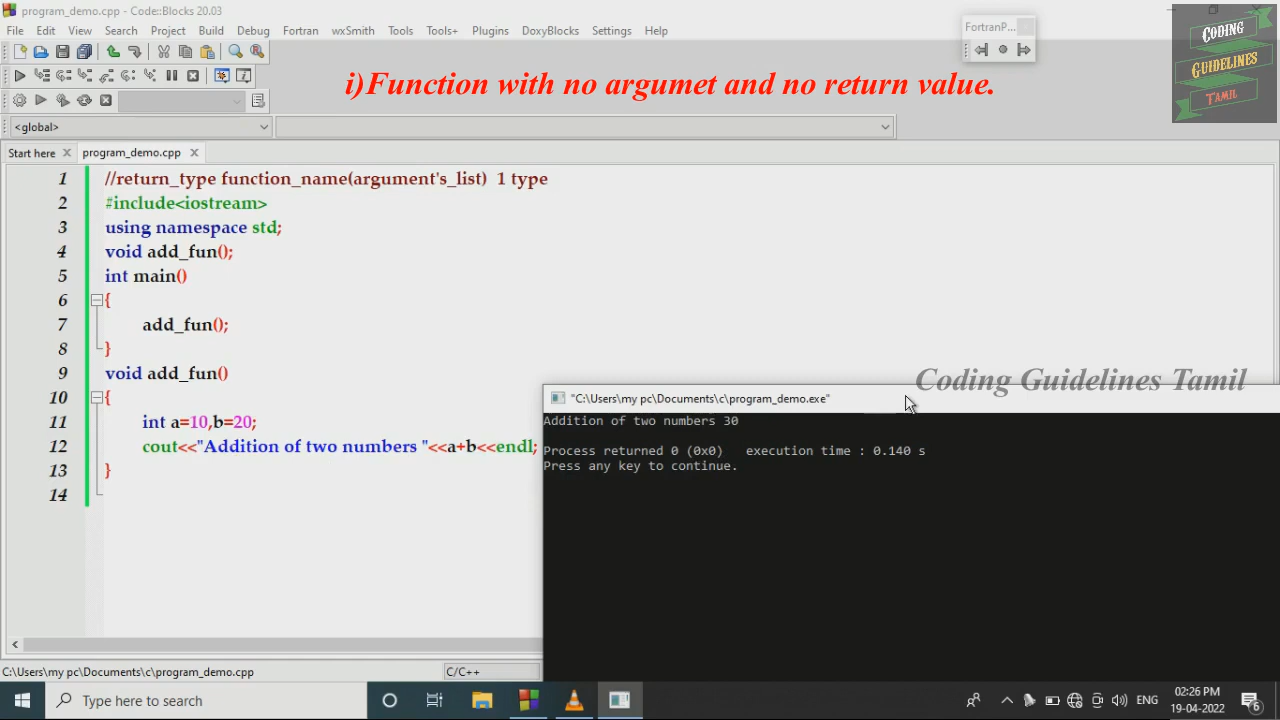 program_demo.cpp - Code::Blocks 20.03
File Edit View Search Project Build Debug Fortran wxSmith Tools Tools+ Plugins DoxyBlocks Settings Help
FortranP...
CODING
GUIDELINES
TAMIL
i)Function with no argumet and no return value.
<global>
Start here program_demo.cpp
1 //return_type function_name(argument's_list) 1 type
2 #include<iostream>
3 using namespace std;
4 void add_fun();
5 int main()
6 {
7 add_fun();
8 }
9 void add_fun()
10 {
11 int a=10,b=20;
12 cout<<"Addition of two numbers "<<a+b<<endl;
13 }
14
Coding Guidelines Tamil
"C:\Users\my pc\Documents\c\program_demo.exe"
Addition of two numbers 30
Process returned 0 (0x0) execution time : 0.140 s
Press any key to continue.
C:\Users\my pc\Documents\c\program_demo.cpp C/C++
Type here to search
ENG
02:26 PM
19-04-2022
6